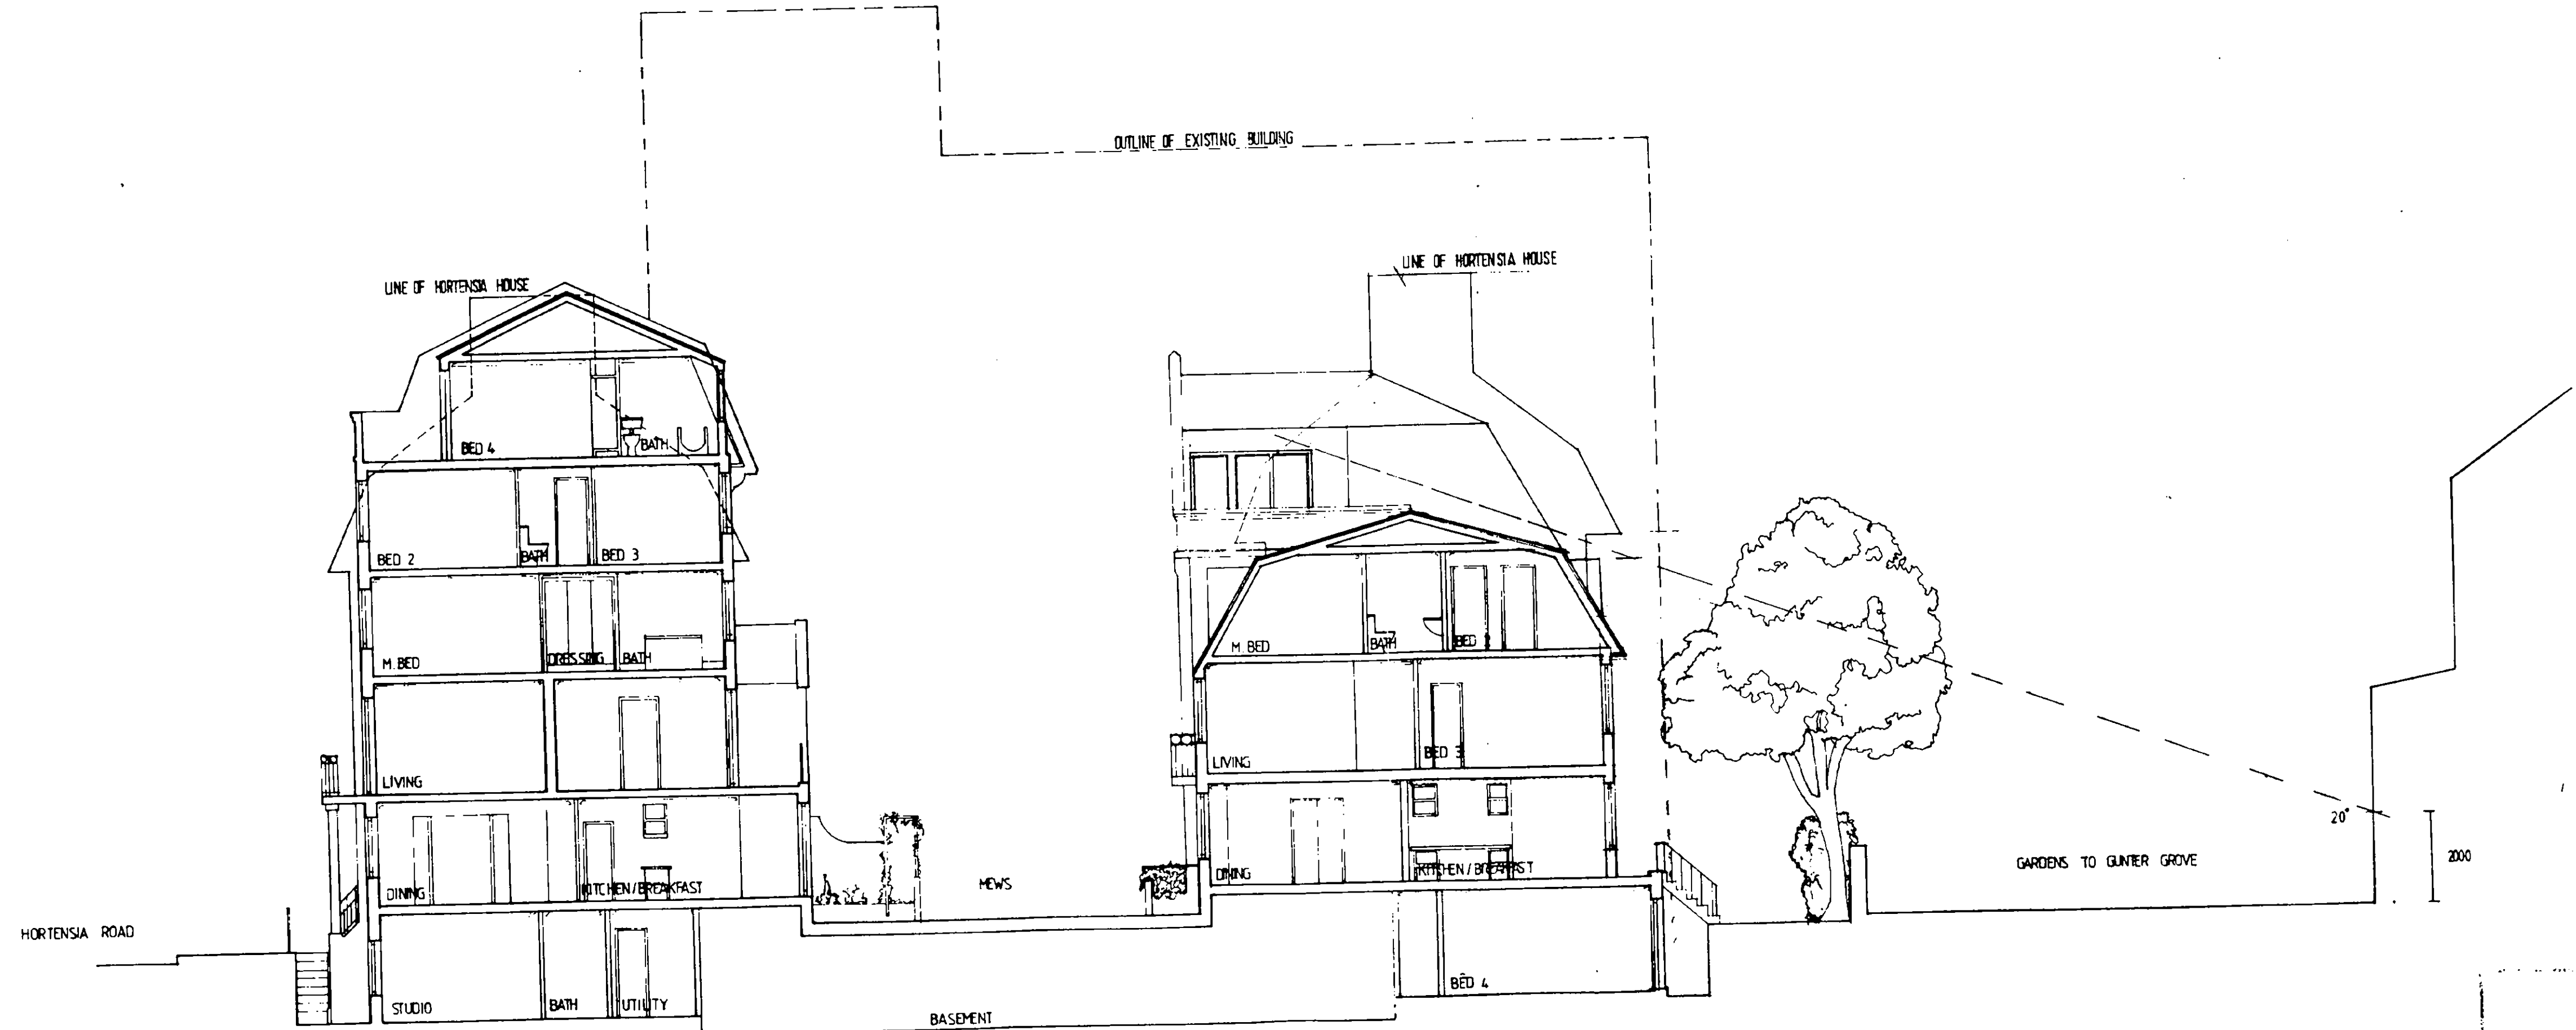 OUTLINE OF EXISTING BUILDING
LINE OF HORTENSIA HOUSE
LINE OF HORTENSIA HOUSE
BED 4
BATH
BED 2
BATH
BED 3
M. BED
DRESSING
BATH
M. BED
BATH
BED
LIVING
LIVING
BED 3
DINING
KITCHEN/BREAKFAST
MEWS
DINING
KITCHEN/BREAKFAST
20°
2000
GARDENS TO GUNTER GROVE
HORTENSIA ROAD
STUDIO
BATH
UTILITY
BASEMENT
BED 4